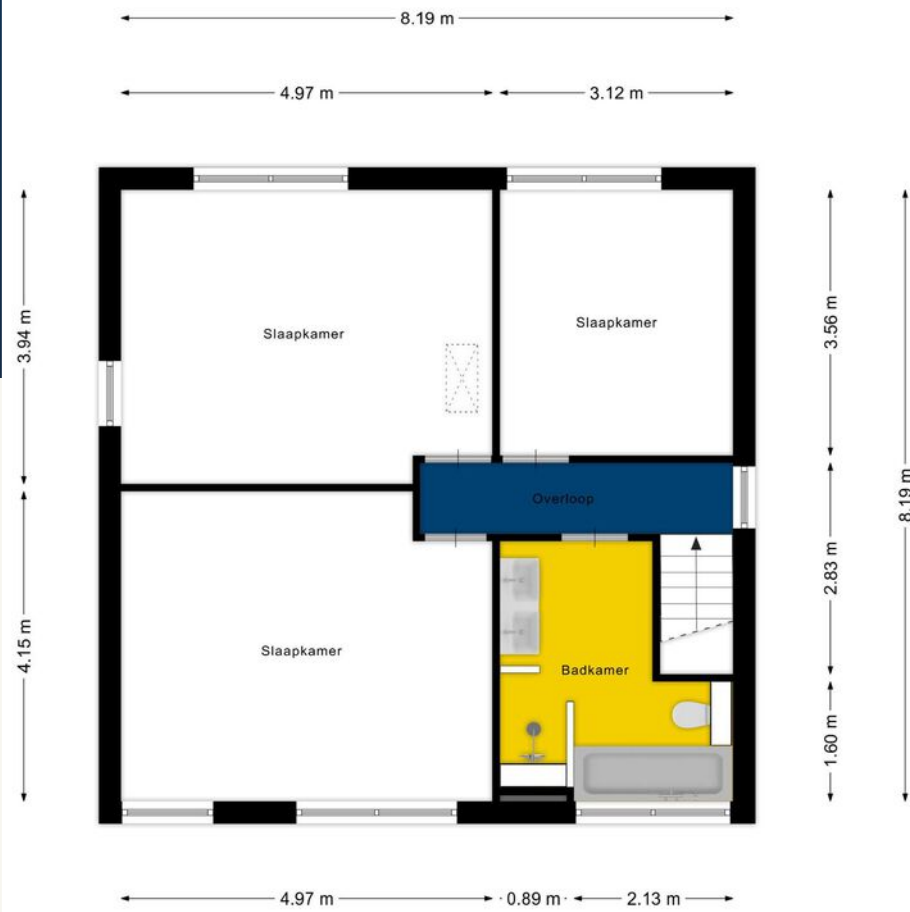 8.19 m
4.97 m
3.12 m
3.94 m
3.56 m
Slaapkamer
Slaapkamer
Overloop
8.19 m
2.83 m
4.15 m
Slaapkamer
Badkamer
1.60 m
4.97 m
0.89 m
2.13 m